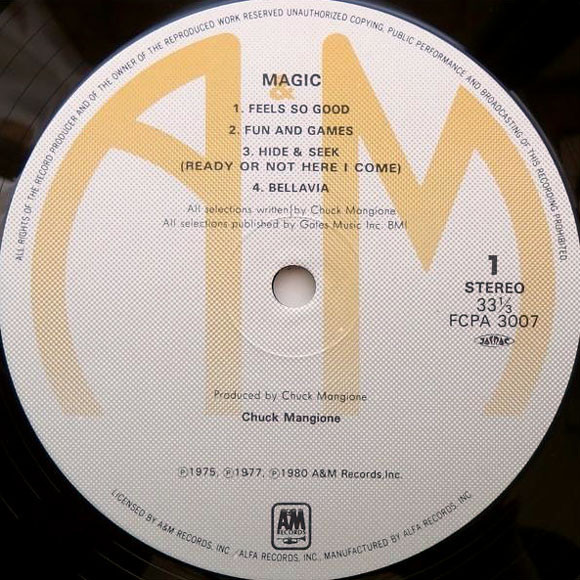 ALL RIGHTS OF THE RECORD PRODUCER AND OF THE OWNER OF THE REPRODUCED WORK RESERVED UNAUTHORIZED COPYING, PUBLIC PERFORMANCE AND BROADCASTING OF THIS RECORDING PROHIBITED
A&M
MAGIC
1. FEELS SO GOOD
2. FUN AND GAMES
3. HIDE & SEEK
(READY OR NOT HERE I COME)
4. BELLAVIA
All selections written by Chuck Mangione
All selections published by Gates Music Inc. BMI
1
STEREO
33⅓
FCPA 3007
Produced by Chuck Mangione
Chuck Mangione
Ⓟ1975, Ⓟ1977, Ⓟ1980 A&M Records,Inc.
A&M
RECORDS
LICENSED BY A&M RECORDS, INC./ALFA RECORDS, INC., MANUFACTURED BY ALFA RECORDS, INC